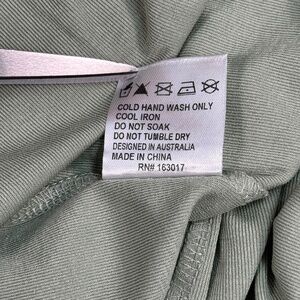 COLD HAND WASH ONLY
COOL IRON
DO NOT SOAK
DO NOT TUMBLE DRY
DESIGNED IN AUSTRALIA
MADE IN CHINA
RN# 163017